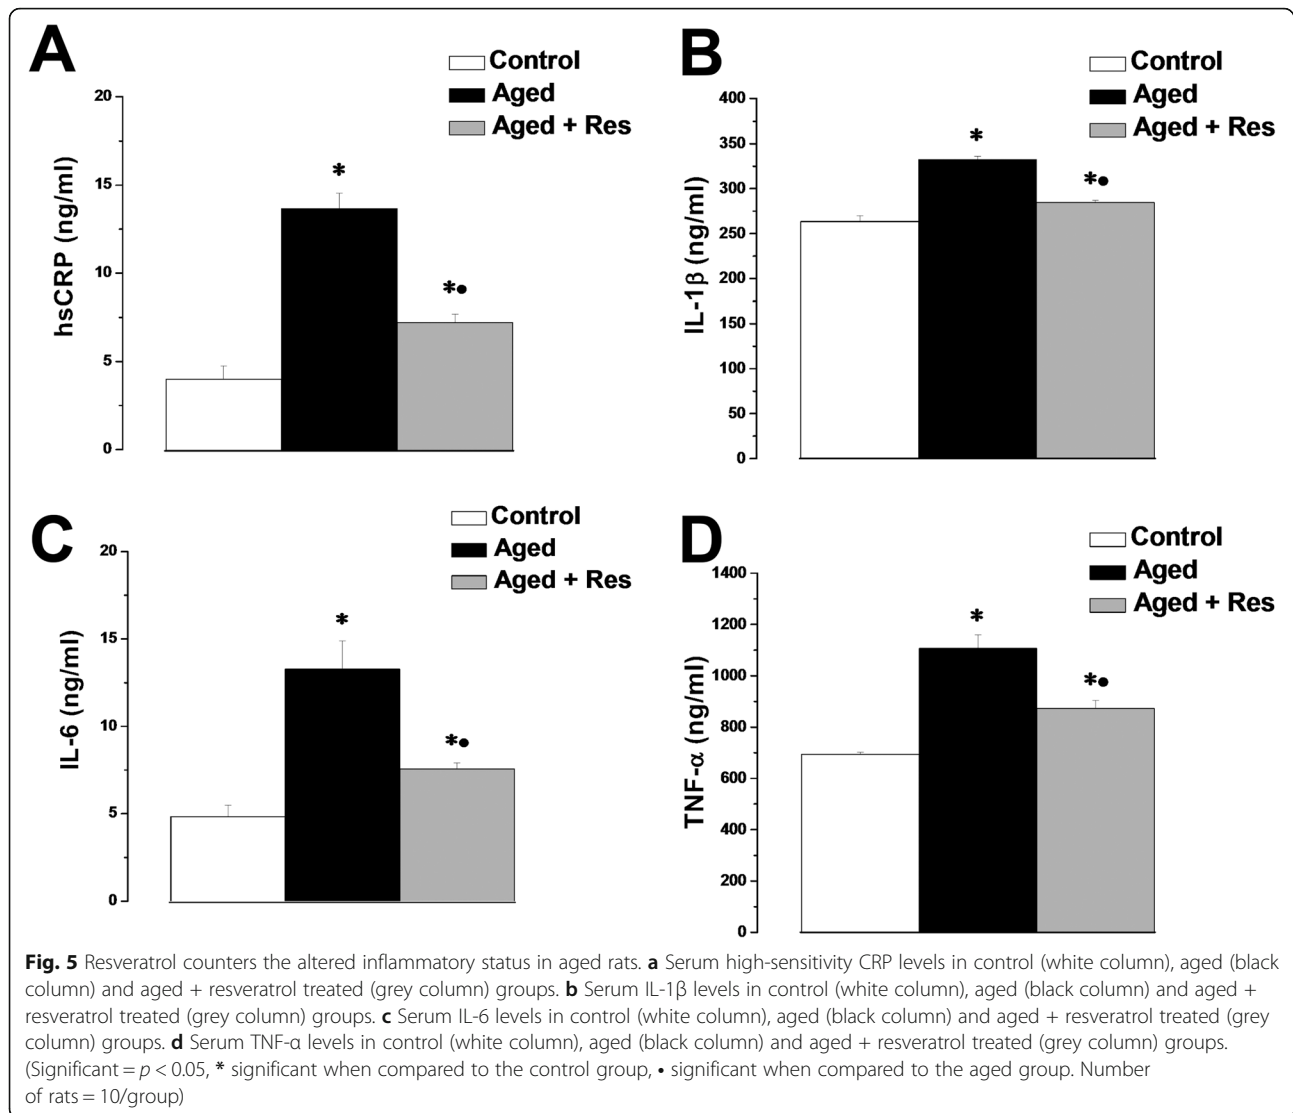 A
Control
Aged
Aged + Res
20
15
10
5
0
hsCRP (ng/ml)
*
*•
B
Control
Aged
Aged + Res
400
350
300
250
200
150
100
50
0
IL-1β (ng/ml)
*
*•
C
Control
Aged
Aged + Res
20
15
10
5
0
IL-6 (ng/ml)
*
*•
D
Control
Aged
Aged + Res
1400
1200
1000
800
600
400
200
0
TNF-α (ng/ml)
*
*•
Fig. 5 Resveratrol counters the altered inflammatory status in aged rats. a Serum high-sensitivity CRP levels in control (white column), aged (black
column) and aged + resveratrol treated (grey column) groups. b Serum IL-1β levels in control (white column), aged (black column) and aged +
resveratrol treated (grey column) groups. c Serum IL-6 levels in control (white column), aged (black column) and aged + resveratrol treated (grey
column) groups. d Serum TNF-α levels in control (white column), aged (black column) and aged + resveratrol treated (grey column) groups.
(Significant = p < 0.05, * significant when compared to the control group, • significant when compared to the aged group. Number
of rats = 10/group)